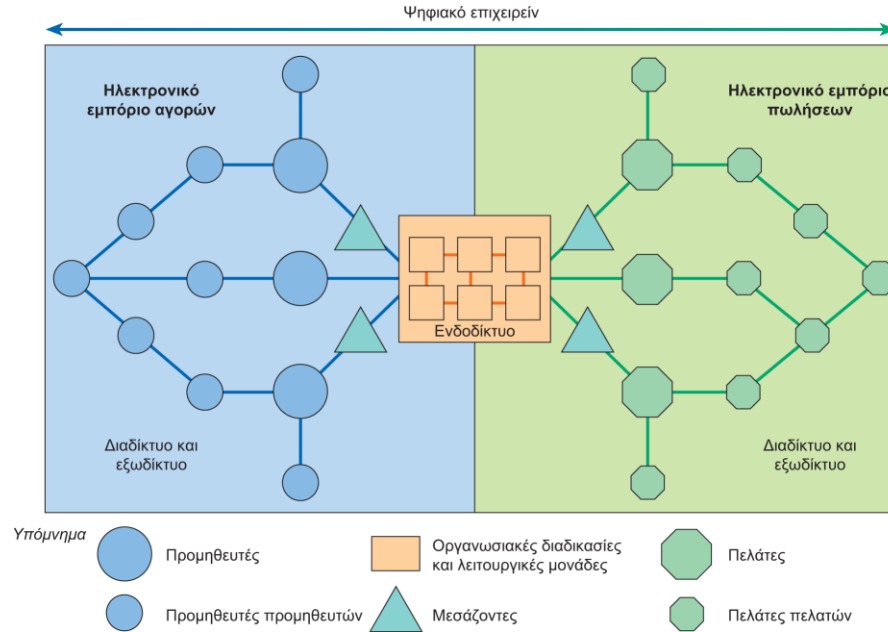 Ψηφιακό επιχειρείν
Ηλεκτρονικό
εμπόριο αγορών
Ηλεκτρονικό εμπόριο
πωλήσεων
Ενδοδίκτυο
Διαδίκτυο και
εξωδίκτυο
Διαδίκτυο και
εξωδίκτυο
Υπόμνημα
Προμηθευτές
Οργανωσιακές διαδικασίες
και λειτουργικές μονάδες
Πελάτες
Προμηθευτές προμηθευτών
Μεσάζοντες
Πελάτες πελατών